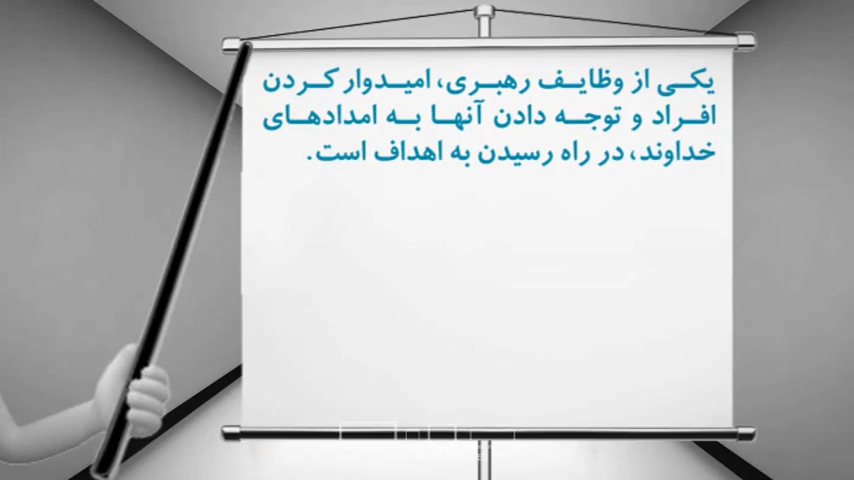 یکی از وظایف رهبری، امیدوار کردن
افراد و توجه دادن آنها به امدادهای
خداوند، در راه رسیدن به اهداف است.